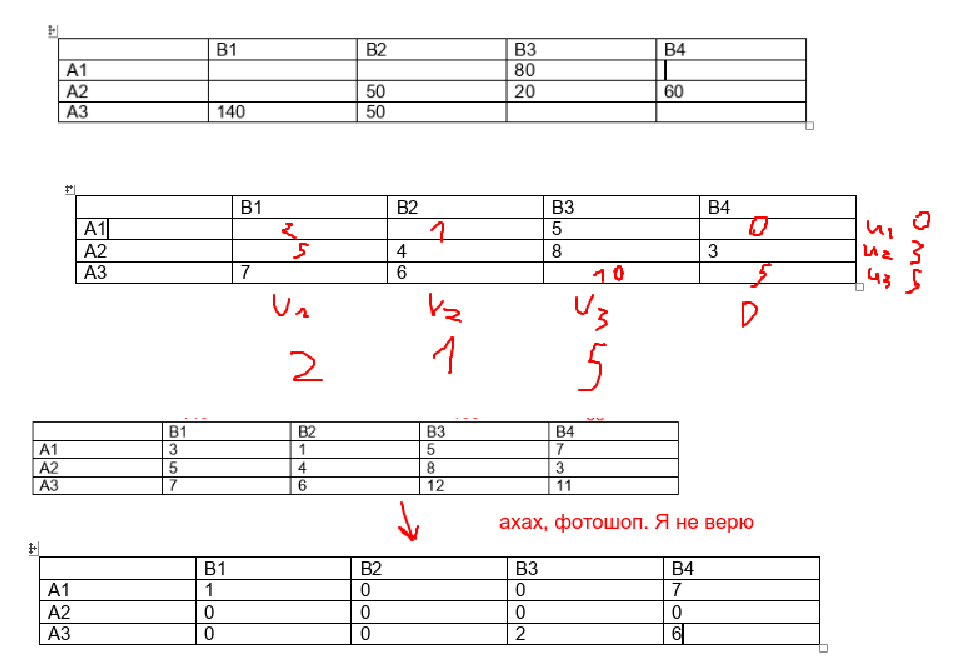 B1 B2 B3 B4
A1 80
A2 50 20 60
A3 140 50
B1 B2 B3 B4
A1 2 1 5 0 u1 0
A2 5 4 8 3 u2 3
A3 7 6 10 5 u3 5
V1 V2 V3 0
2 1 5
B1 B2 B3 B4
A1 3 1 5 7
A2 5 4 8 3
A3 7 6 12 11
ахах, фотошоп. Я не верю
B1 B2 B3 B4
A1 1 0 0 7
A2 0 0 0 0
A3 0 0 2 6